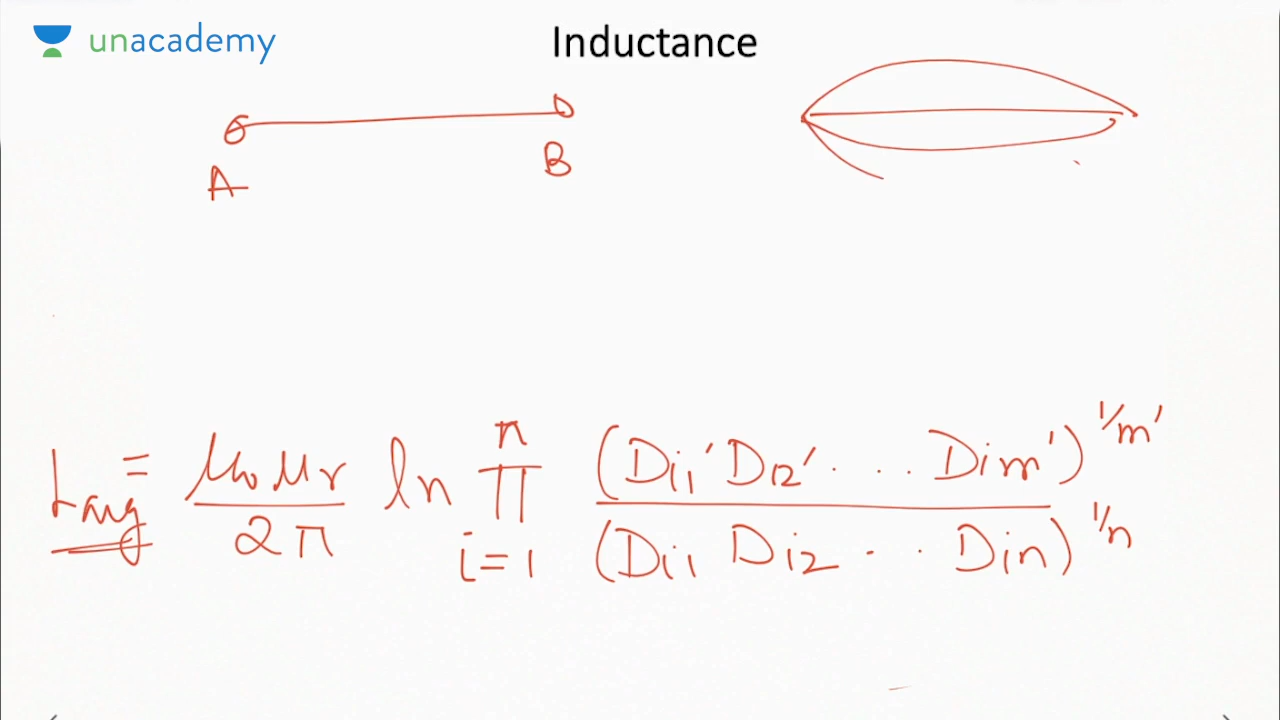 unacademy
Inductance
A B
Lavg = μ₀μr / 2π ln n∏i=1 (Di1' Di2' . . . Dim')^1/m' / (Di1 Di2 . . . Din)^1/n